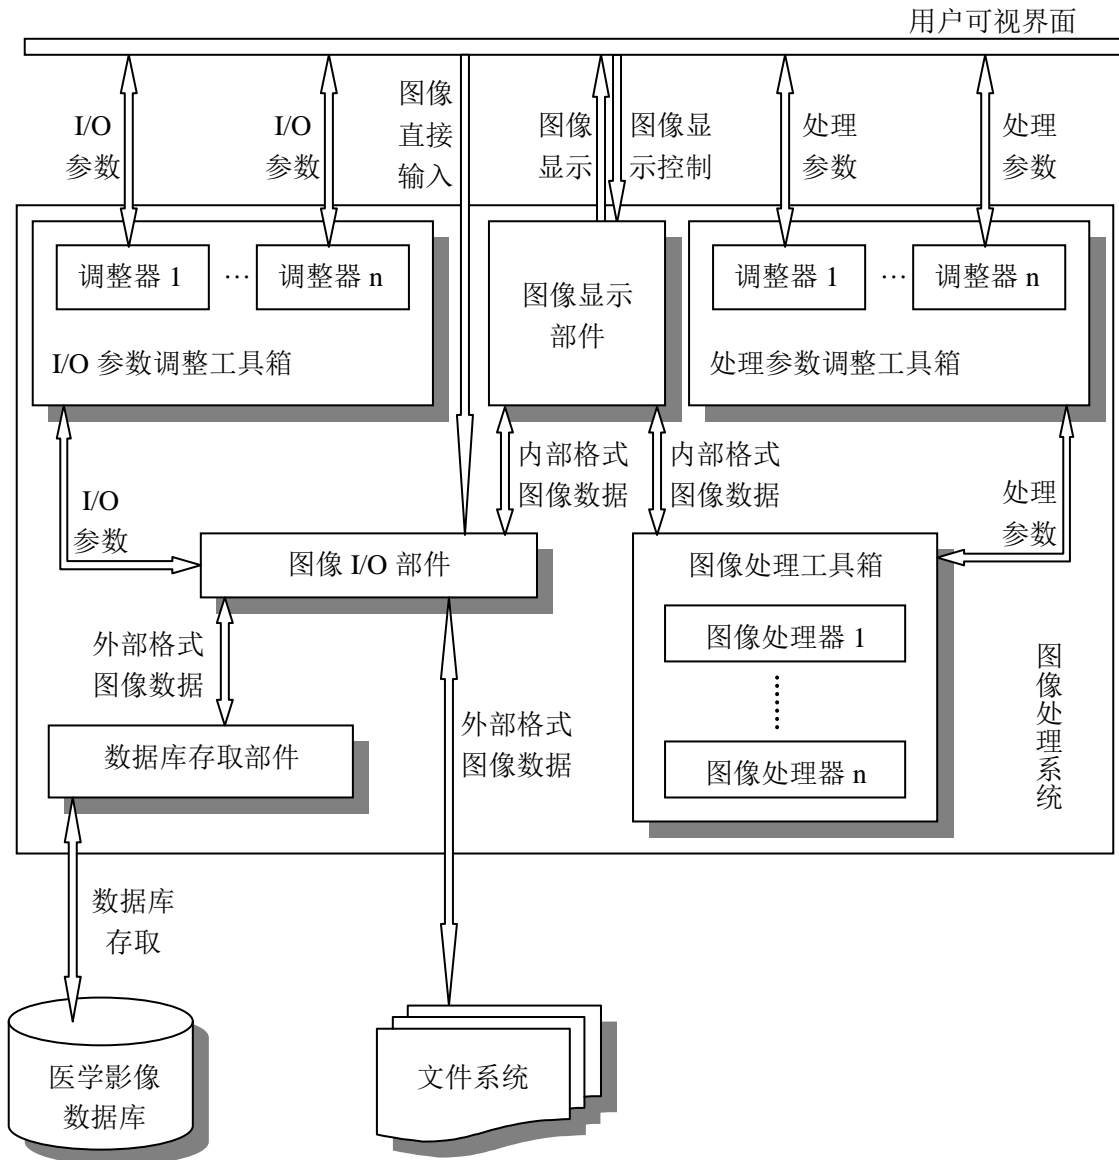 用户可视界面
I/O
参数
I/O
参数
图像
直接
输入
图像
显示
图像显
示控制
处理
参数
处理
参数
调整器 1
…
调整器 n
I/O 参数调整工具箱
图像显示
部件
调整器 1
…
调整器 n
处理参数调整工具箱
I/O
参数
内部格式
图像数据
内部格式
图像数据
处理
参数
图像 I/O 部件
图像处理工具箱
图像处理器 1
图像处理器 n
外部格式
图像数据
数据库存取部件
外部格式
图像数据
图像处理系统
数据库
存取
医学影像
数据库
文件系统